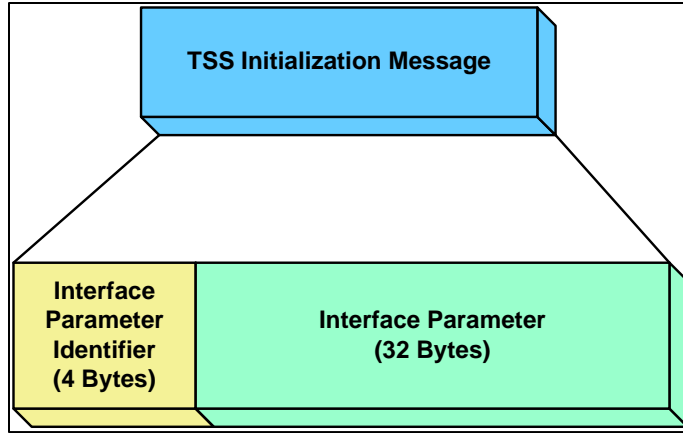 TSS Initialization Message
Interface
Parameter
Identifier
(4 Bytes)
Interface Parameter
(32 Bytes)